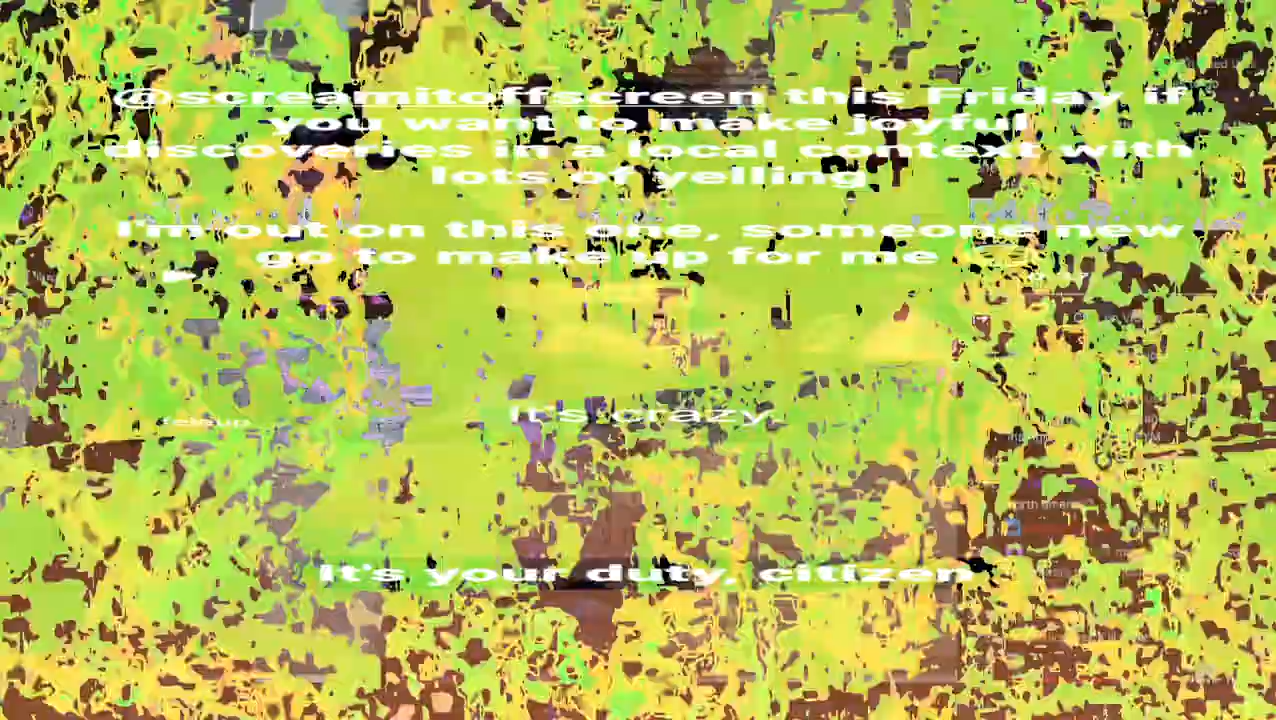 @screamitoffscreen this Friday if
you want to make joyful
discoveries in a local context with
lots of yelling
I'm out on this one, someone new
go to make up for me
It's crazy
It's your duty, citizen